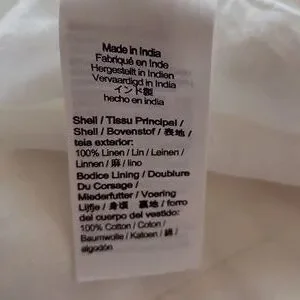 Made in India
Fabriqué en Inde
Hergestellt in Indien
Vervaardigd in India
インド製
hecho en india
Shell / Tissu Principal /
Shell / Bovenstof / 表地 /
teia exterior:
100% Linen / Lin / Leinen /
Linnen / 麻 / lino
Bodice Lining / Doublure
Du Corsage /
Miederfutter / Voering
Lijfje / 身頃 裏地 / forro
del cuerpo del vestido:
100% Cotton / Coton /
Baumwolle / Katoen / 綿 /
algodón